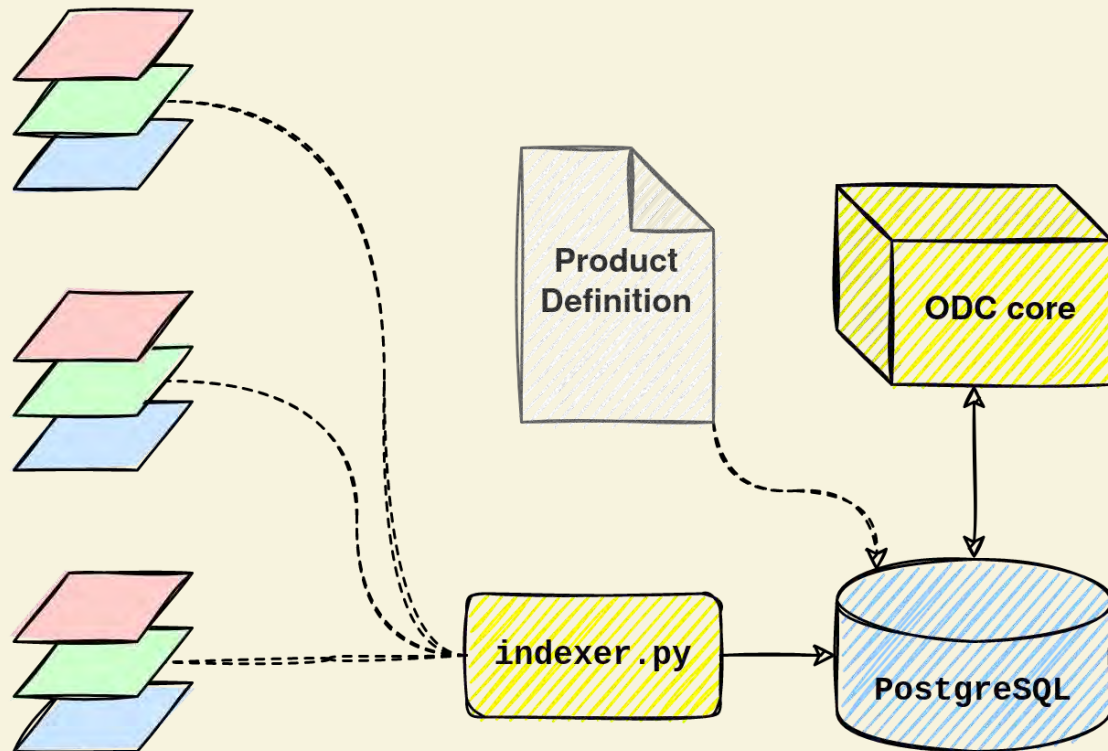 Product
Definition
ODC core
indexer.py
PostgreSQL